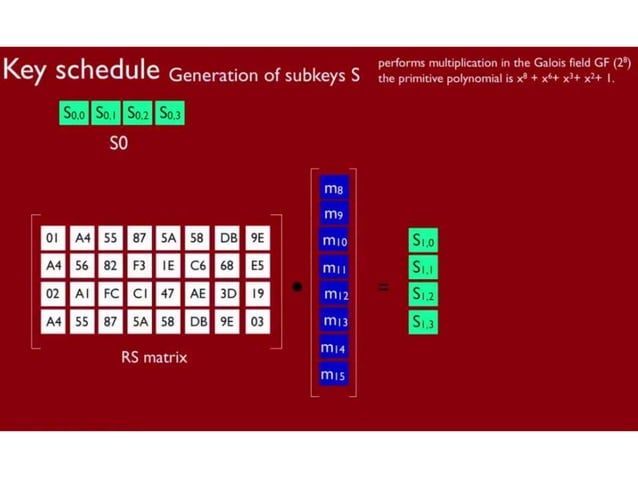 Key schedule Generation of subkeys S
performs multiplication in the Galois field GF (2⁸)
the primitive polynomial is x⁸ + x⁶+ x³+ x²+ 1.
S₀,₀ S₀,₁ S₀,₂ S₀,₃
S0
m₈
m₉
01 A4 55 87 5A 58 DB 9E m₁₀ S₁,₀
A4 56 82 F3 1E C6 68 E5 m₁₁ S₁,₁
02 A1 FC C1 47 AE 3D 19 • m₁₂ = S₁,₂
A4 55 87 5A 58 DB 9E 03 m₁₃ S₁,₃
m₁₄
RS matrix
m₁₅